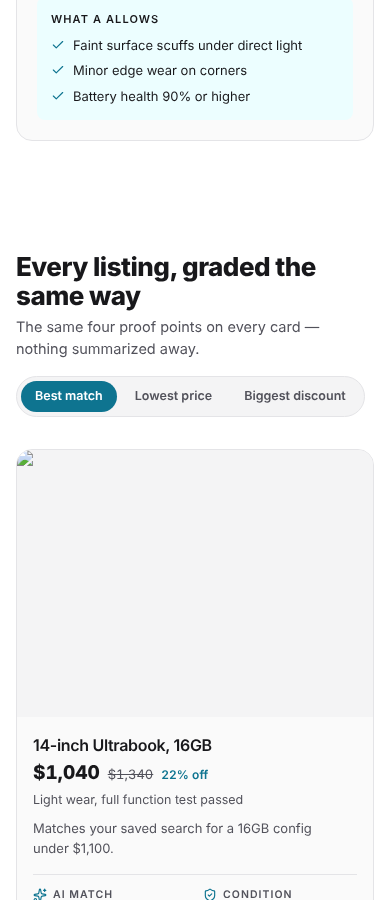 WHAT A ALLOWS
Faint surface scuffs under direct light
Minor edge wear on corners
Battery health 90% or higher
Every listing, graded the
same way
The same four proof points on every card —
nothing summarized away.
Best match
Lowest price
Biggest discount
14-inch Ultrabook, 16GB
$1,040 $1,340 22% off
Light wear, full function test passed
Matches your saved search for a 16GB config
under $1,100.
AI MATCH
CONDITION